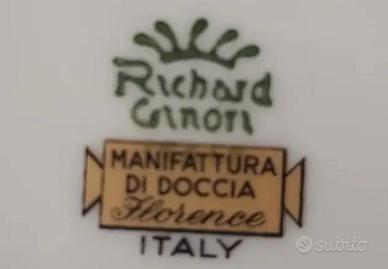 Richard
Ginori
MANIFATTURA
DI DOCCIA
Florence
ITALY
subito